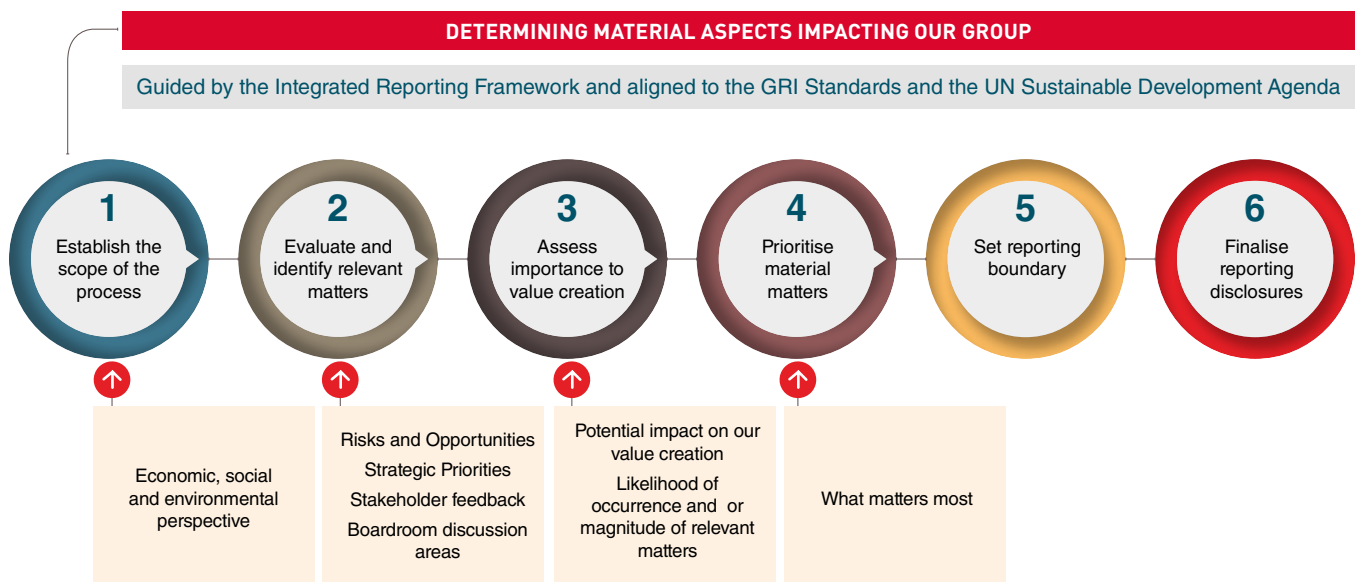 DETERMINING MATERIAL ASPECTS IMPACTING OUR GROUP
Guided by the Integrated Reporting Framework and aligned to the GRI Standards and the UN Sustainable Development Agenda
1
Establish the
scope of the
process
2
Evaluate and
identify relevant
matters
3
Assess
importance to
value creation
4
Prioritise
material
matters
5
Set reporting
boundary
6
Finalise
reporting
disclosures
Economic, social
and environmental
perspective
Risks and Opportunities
Strategic Priorities
Stakeholder feedback
Boardroom discussion
areas
Potential impact on our
value creation
Likelihood of
occurrence and or
magnitude of relevant
matters
What matters most